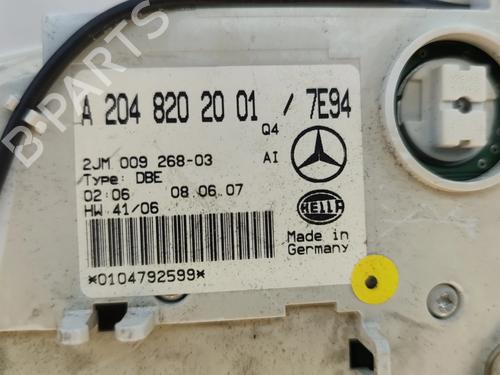 A 204 820 20 01 / 7E94
Q4
2JM 009 268-03 AI
Type: DBE
02:06 08.06.07
HW 41/06
HELLA
Made in
Germany
*0104792599*